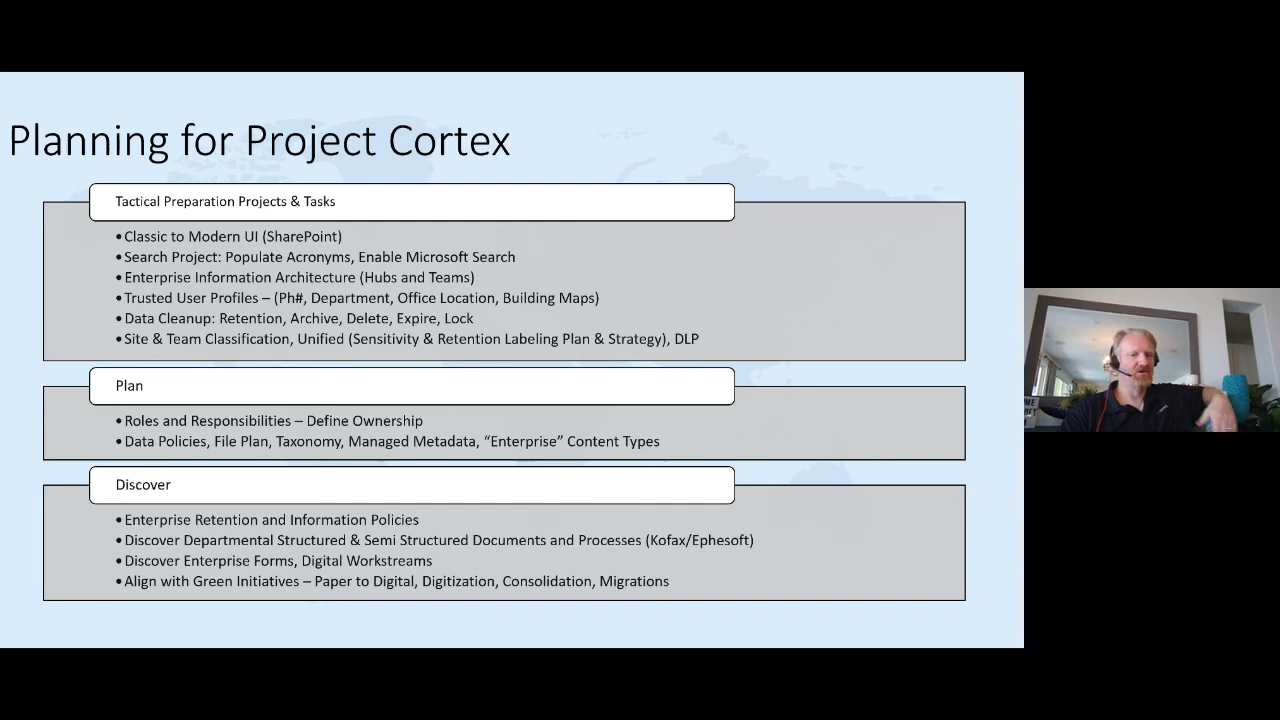 Planning for Project Cortex
Tactical Preparation Projects & Tasks
•Classic to Modern UI (SharePoint)
•Search Project: Populate Acronyms, Enable Microsoft Search
•Enterprise Information Architecture (Hubs and Teams)
•Trusted User Profiles – (Ph#, Department, Office Location, Building Maps)
•Data Cleanup: Retention, Archive, Delete, Expire, Lock
•Site & Team Classification, Unified (Sensitivity & Retention Labeling Plan & Strategy), DLP
Plan
•Roles and Responsibilities – Define Ownership
•Data Policies, File Plan, Taxonomy, Managed Metadata, “Enterprise” Content Types
Discover
•Enterprise Retention and Information Policies
•Discover Departmental Structured & Semi Structured Documents and Processes (Kofax/Ephesoft)
•Discover Enterprise Forms, Digital Workstreams
•Align with Green Initiatives – Paper to Digital, Digitization, Consolidation, Migrations